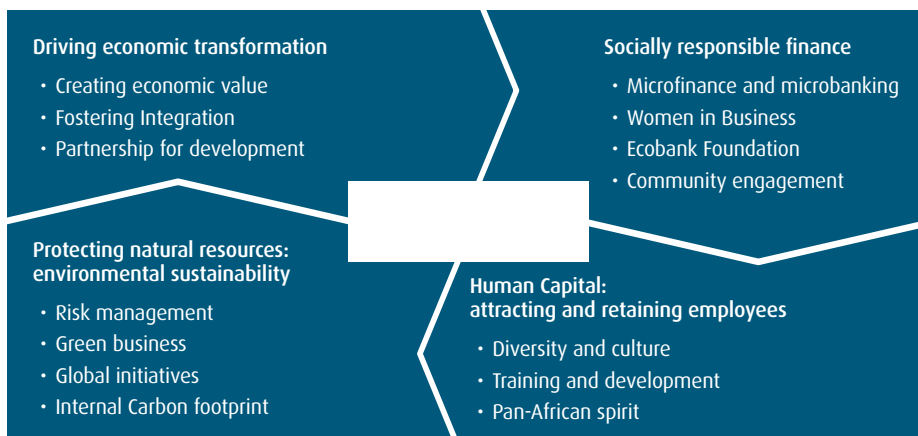 Driving economic transformation
• Creating economic value
• Fostering Integration
• Partnership for development
Socially responsible finance
• Microfinance and microbanking
• Women in Business
• Ecobank Foundation
• Community engagement
Protecting natural resources:
environmental sustainability
• Risk management
• Green business
• Global initiatives
• Internal Carbon footprint
Human Capital:
attracting and retaining employees
• Diversity and culture
• Training and development
• Pan-African spirit